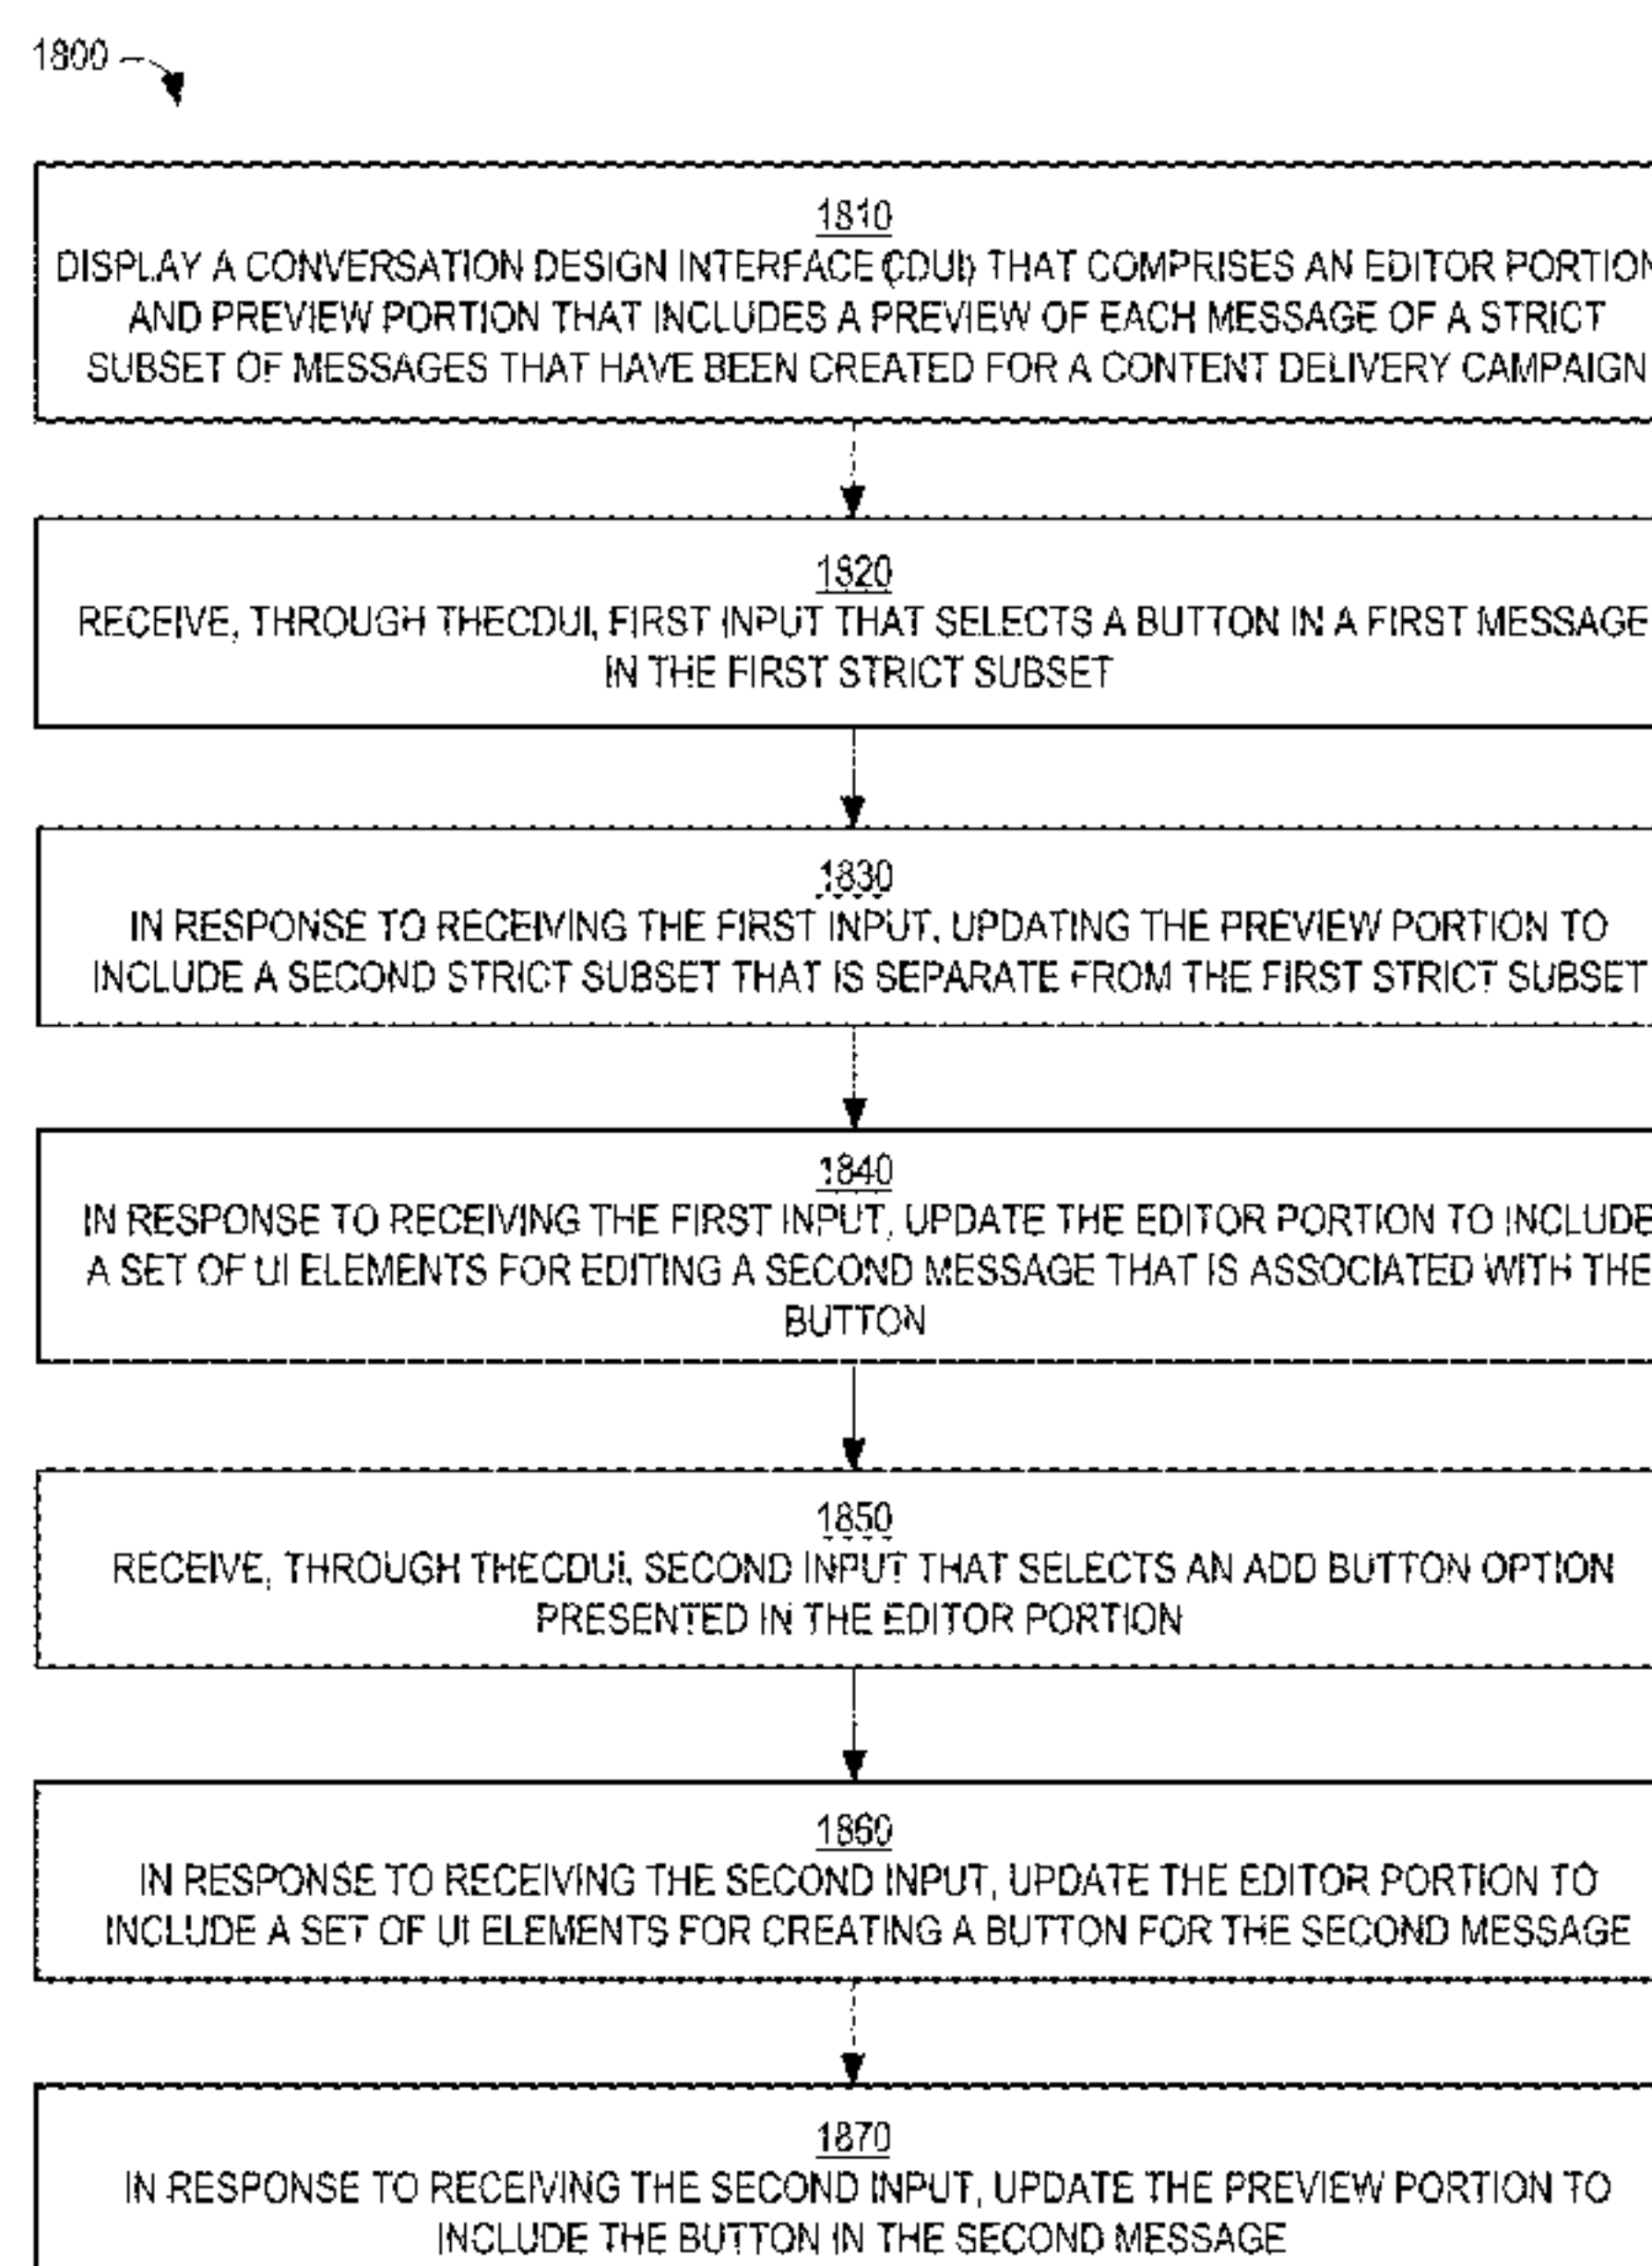 1800
1810
DISPLAY A CONVERSATION DESIGN INTERFACE (CDUI) THAT COMPRISES AN EDITOR PORTION
AND PREVIEW PORTION THAT INCLUDES A PREVIEW OF EACH MESSAGE OF A STRICT
SUBSET OF MESSAGES THAT HAVE BEEN CREATED FOR A CONTENT DELIVERY CAMPAIGN
1820
RECEIVE, THROUGH THECDUI, FIRST INPUT THAT SELECTS A BUTTON IN A FIRST MESSAGE
IN THE FIRST STRICT SUBSET
1830
IN RESPONSE TO RECEIVING THE FIRST INPUT, UPDATING THE PREVIEW PORTION TO
INCLUDE A SECOND STRICT SUBSET THAT IS SEPARATE FROM THE FIRST STRICT SUBSET
1840
IN RESPONSE TO RECEIVING THE FIRST INPUT, UPDATE THE EDITOR PORTION TO INCLUDE
A SET OF UI ELEMENTS FOR EDITING A SECOND MESSAGE THAT IS ASSOCIATED WITH THE
BUTTON
1850
RECEIVE, THROUGH THECDUI, SECOND INPUT THAT SELECTS AN ADD BUTTON OPTION
PRESENTED IN THE EDITOR PORTION
1860
IN RESPONSE TO RECEIVING THE SECOND INPUT, UPDATE THE EDITOR PORTION TO
INCLUDE A SET OF UI ELEMENTS FOR CREATING A BUTTON FOR THE SECOND MESSAGE
1870
IN RESPONSE TO RECEIVING THE SECOND INPUT, UPDATE THE PREVIEW PORTION TO
INCLUDE THE BUTTON IN THE SECOND MESSAGE